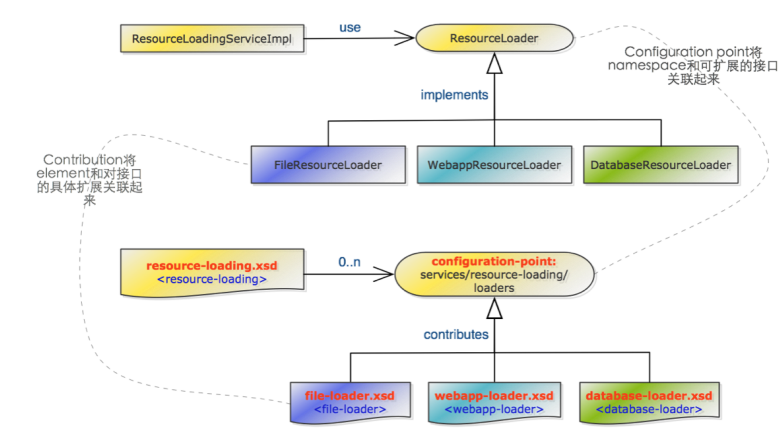 use
ResourceLoadingServiceImpl
ResourceLoader
Configuration point将
namespace和可扩展的接口
关联起来
implements
Contribution将
element和对接口
的具体扩展关联起
来
FileResourceLoader
WebappResourceLoader
DatabaseResourceLoader
resource-loading.xsd
<resource-loading>
0..n
configuration-point:
services/resource-loading/
loaders
contributes
file-loader.xsd
<file-loader>
webapp-loader.xsd
<webapp-loader>
database-loader.xsd
<database-loader>